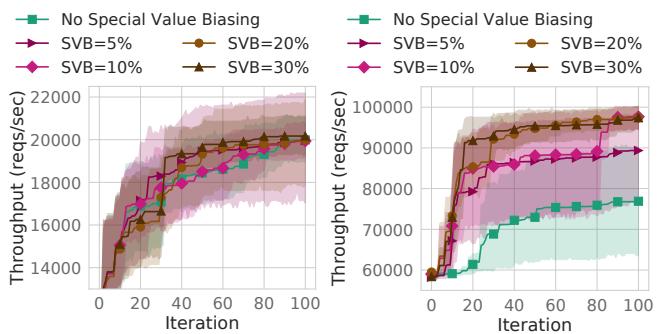 No Special Value Biasing
SVB=5% SVB=20%
SVB=10% SVB=30%
Throughput (reqs/sec)
22000
20000
18000
16000
14000
0 20 40 60 80 100
Iteration
No Special Value Biasing
SVB=5% SVB=20%
SVB=10% SVB=30%
Throughput (reqs/sec)
100000
90000
80000
70000
60000
0 20 40 60 80 100
Iteration